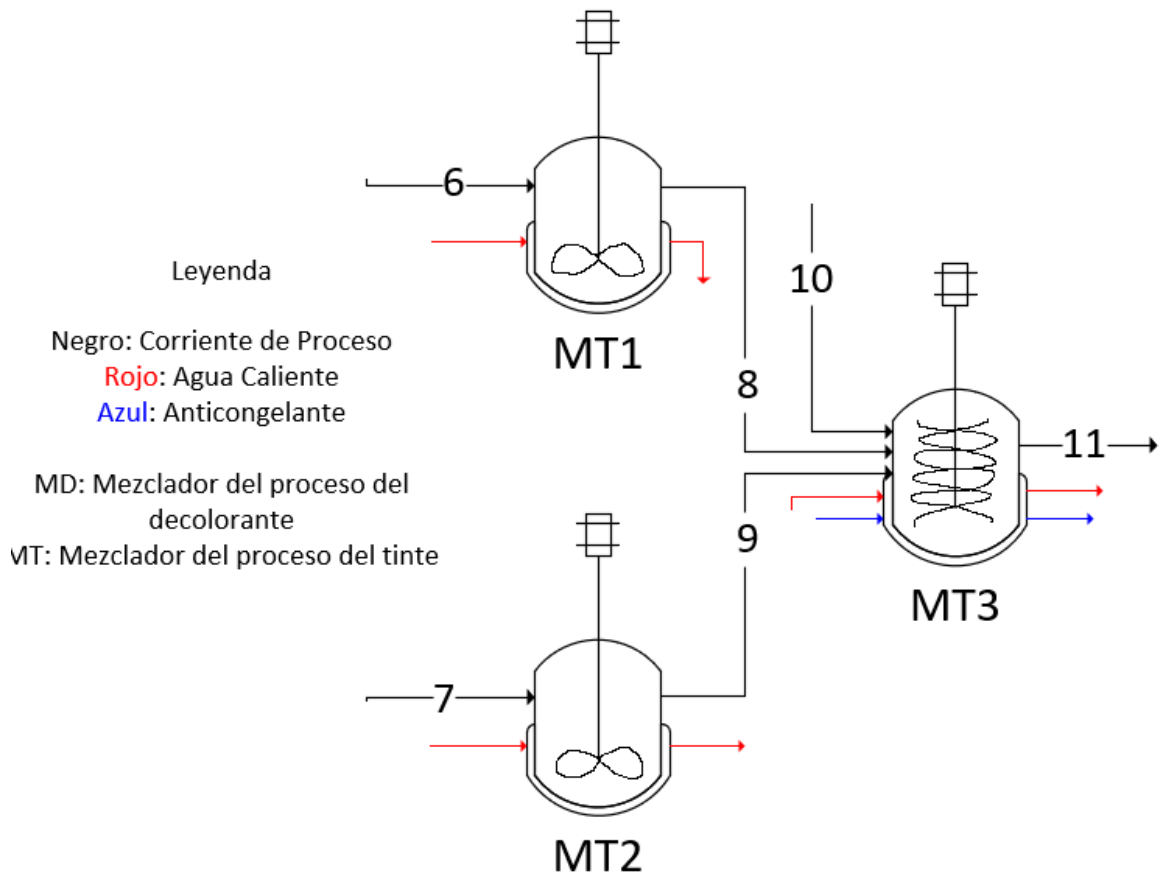 6
10
Leyenda
MT1
Negro: Corriente de Proceso
Rojo: Agua Caliente
8
Azul: Anticongelante
11
MD: Mezclador del proceso del
decolorante
9
MT: Mezclador del proceso del tinte
MT3
7
MT2